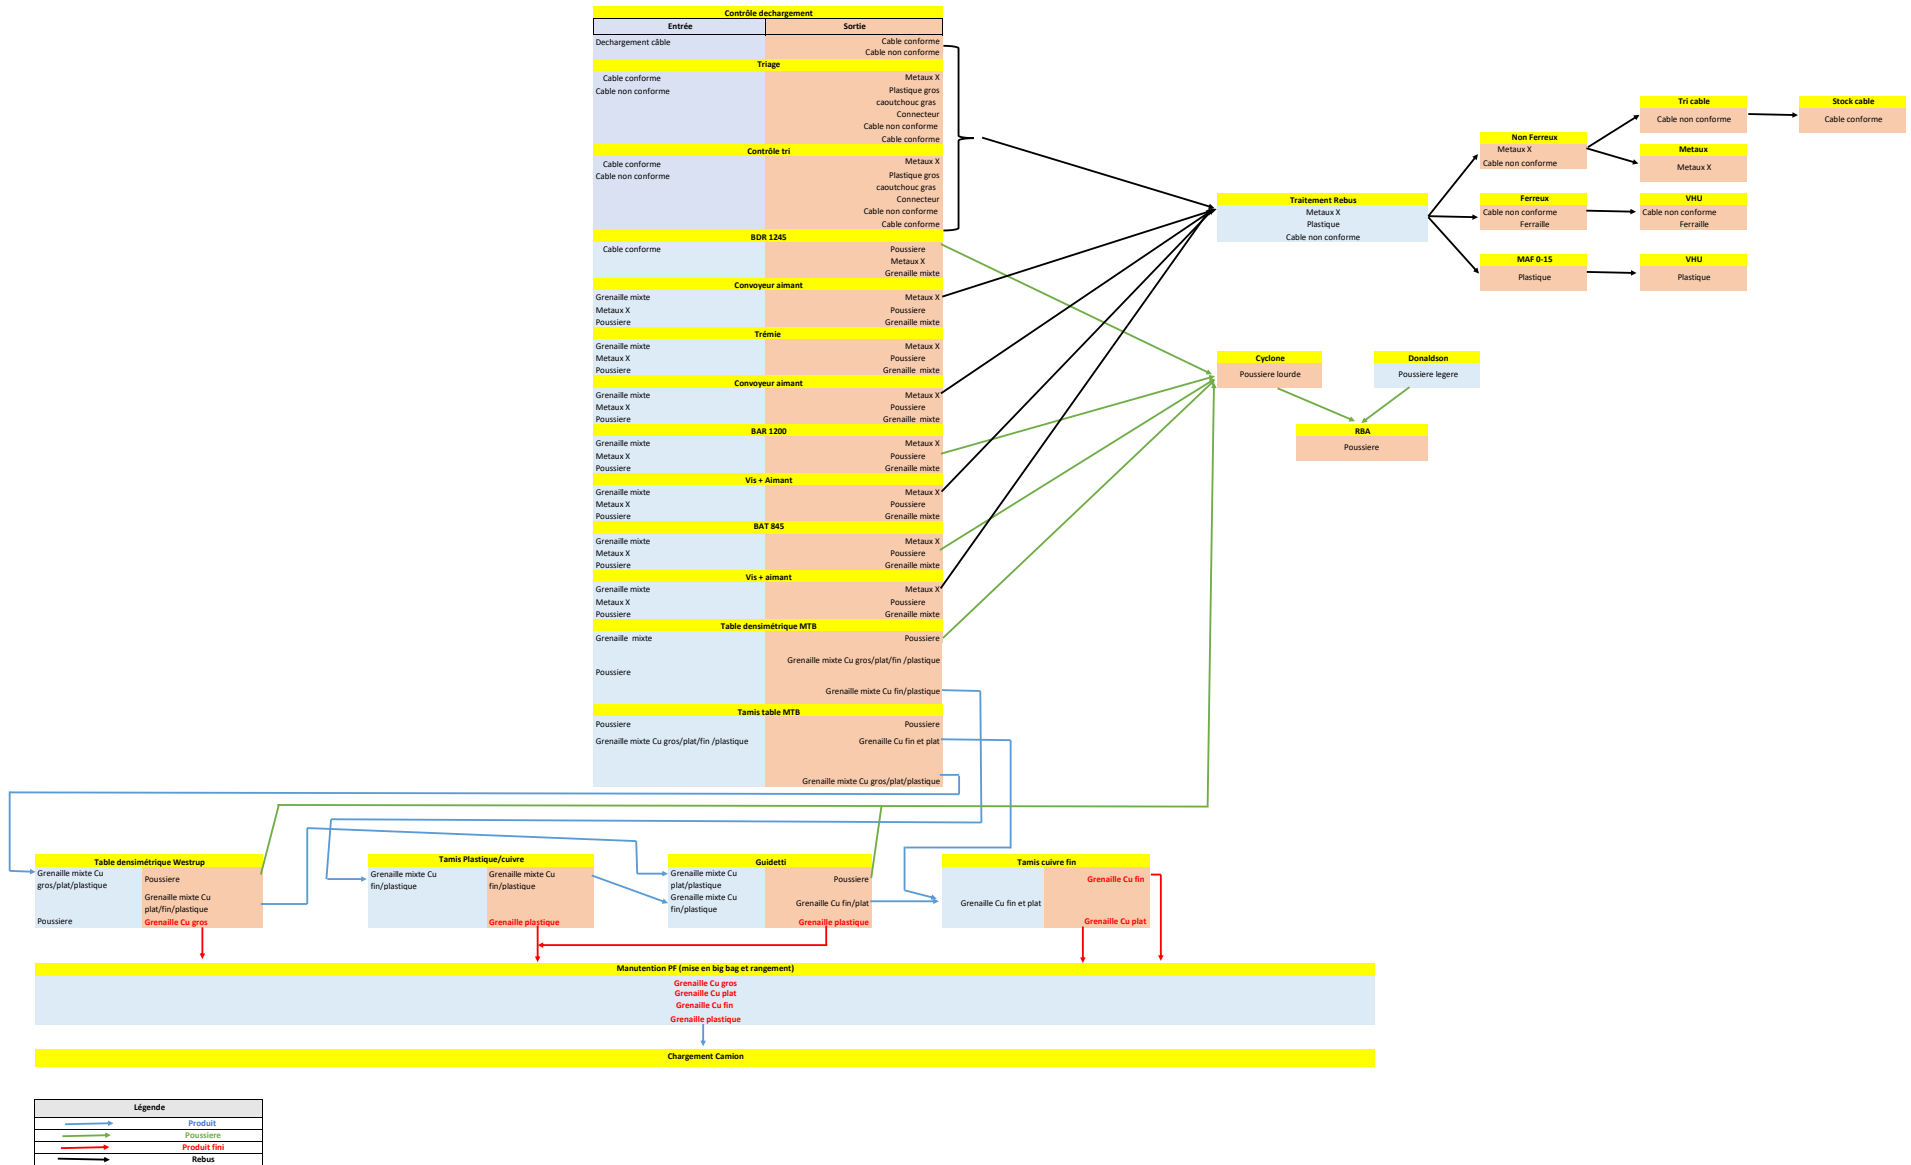 Contrôle dechargement
Entrée Sortie
Dechargement câble Cable conforme
Cable non conforme
Triage
Cable conforme Metaux X
Cable non conforme Plastique gros
caoutchouc gras
Connecteur
Cable non conforme
Cable conforme
Contrôle tri
Cable conforme Metaux X
Cable non conforme Plastique gros
caoutchouc gras
Connecteur
Cable non conforme
Cable conforme
BDR 1245
Cable conforme Poussiere
Metaux X
Grenaille mixte
Convoyeur aimant
Grenaille mixte Metaux X
Metaux X Poussiere
Poussiere Grenaille mixte
Trémie
Grenaille mixte Metaux X
Metaux X Poussiere
Poussiere Grenaille mixte
Convoyeur aimant
Grenaille mixte Metaux X
Metaux X Poussiere
Poussiere Grenaille mixte
BAR 1200
Grenaille mixte Metaux X
Metaux X Poussiere
Poussiere Grenaille mixte
Vis + Aimant
Grenaille mixte Metaux X
Metaux X Poussiere
Poussiere Grenaille mixte
BAT 845
Grenaille mixte Metaux X
Metaux X Poussiere
Poussiere Grenaille mixte
Vis + aimant
Grenaille mixte Metaux X
Metaux X Poussiere
Poussiere Grenaille mixte
Table densimétrique MTB
Grenaille mixte Poussiere
Grenaille mixte Cu gros/plat/fin /plastique
Poussiere
Grenaille mixte Cu fin/plastique
Tamis table MTB
Poussiere Poussiere
Grenaille mixte Cu gros/plat/fin /plastique Grenaille Cu fin et plat
Grenaille mixte Cu gros/plat/plastique
Traitement Rebus
Metaux X
Plastique
Cable non conforme
Non Ferreux
Metaux X
Cable non conforme
Tri cable
Cable non conforme
Stock cable
Cable conforme
Metaux
Metaux X
Ferreux
Cable non conforme
Ferraille
VHU
Cable non conforme
Ferraille
MAF 0-15
Plastique
VHU
Plastique
Cyclone
Poussiere lourde
Donaldson
Poussiere legere
RBA
Poussiere
Table densimétrique Westrup
Grenaille mixte Cu
gros/plat/plastique
Poussiere
Poussiere
Grenaille mixte Cu
plat/fin/plastique
Grenaille Cu gros
Tamis Plastique/cuivre
Grenaille mixte Cu
fin/plastique
Grenaille mixte Cu
fin/plastique
Grenaille plastique
Guidetti
Grenaille mixte Cu
plat/plastique
Grenaille mixte Cu
fin/plastique
Poussiere
Grenaille Cu fin/plat
Grenaille plastique
Tamis cuivre fin
Grenaille Cu fin et plat
Grenaille Cu fin
Grenaille Cu plat
Manutention PF (mise en big bag et rangement)
Grenaille Cu gros
Grenaille Cu plat
Grenaille Cu fin
Grenaille plastique
Chargement Camion
Légende
Produit
Poussiere
Produit fini
Rebus